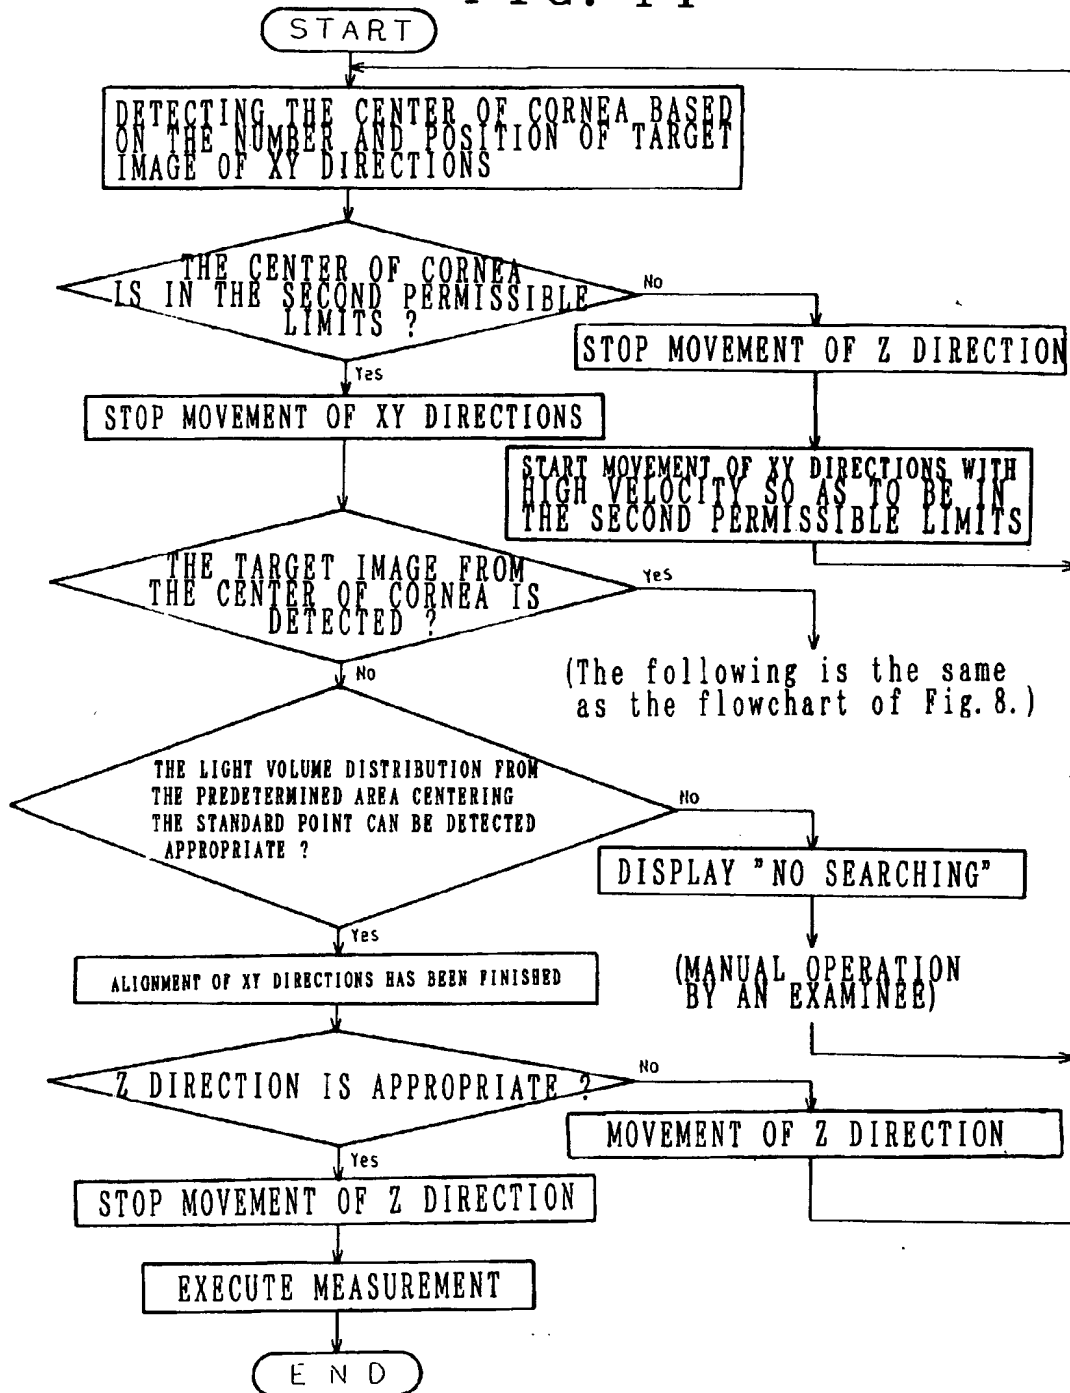 FIG.
START
DETECTING THE CENTER OF CORNEA BASED
ON THE NUMBER AND POSITION OF TARGET
IMAGE OF XY DIRECTIONS
THE CENTER OF CORNEA
IS IN THE SECOND PERMISSIBLE
LIMITS ?
No
STOP MOVEMENT OF Z DIRECTION
Yes
STOP MOVEMENT OF XY DIRECTIONS
START MOVEMENT OF XY DIRECTIONS WITH
HIGH VELOCITY SO AS TO BE IN
THE SECOND PERMISSIBLE LIMITS
THE TARGET IMAGE FROM
THE CENTER OF CORNEA IS
DETECTED ?
Yes
(The following is the same
as the flowchart of Fig. 8.)
No
THE LIGHT VOLUME DISTRIBUTION FROM
THE PREDETERMINED AREA CENTERING
THE STANDARD POINT CAN BE DETECTED
APPROPRIATE ?
No
DISPLAY "NO SEARCHING"
(MANUAL OPERATION
BY AN EXAMINEE)
Yes
ALIONMENT OF XY DIRECTIONS HAS BEEN FINISHED
Z DIRECTION IS APPROPRIATE ?
No
MOVEMENT OF Z DIRECTION
Yes
STOP MOVEMENT OF Z DIRECTION
EXECUTE MEASUREMENT
END